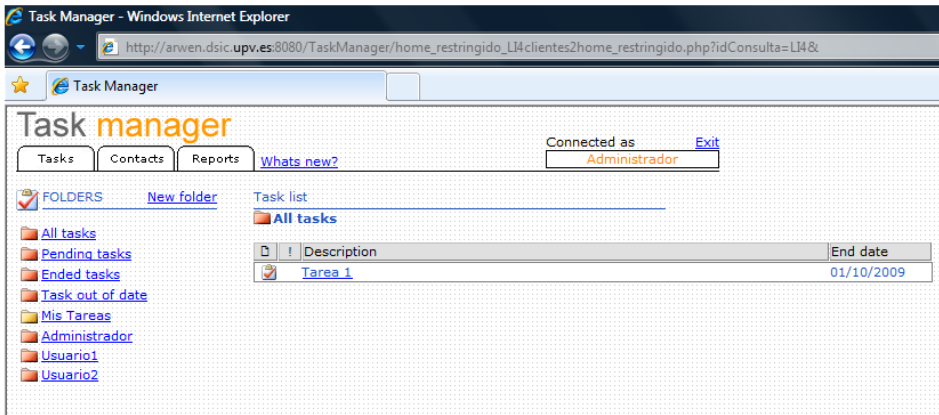 Task Manager - Windows Internet Explorer
http://arwen.dsic.upv.es:8080/TaskManager/home_restringido_LI4clientes2home_restringido.php?idConsulta=LI4&
Task Manager
Task manager
Connected as Exit
Tasks Contacts Reports Whats new? Administrador
FOLDERS New folder Task list
All tasks
All tasks
Pending tasks ! Description End date
Ended tasks Tarea 1 01/10/2009
Task out of date
Mis Tareas
Administrador
Usuario1
Usuario2